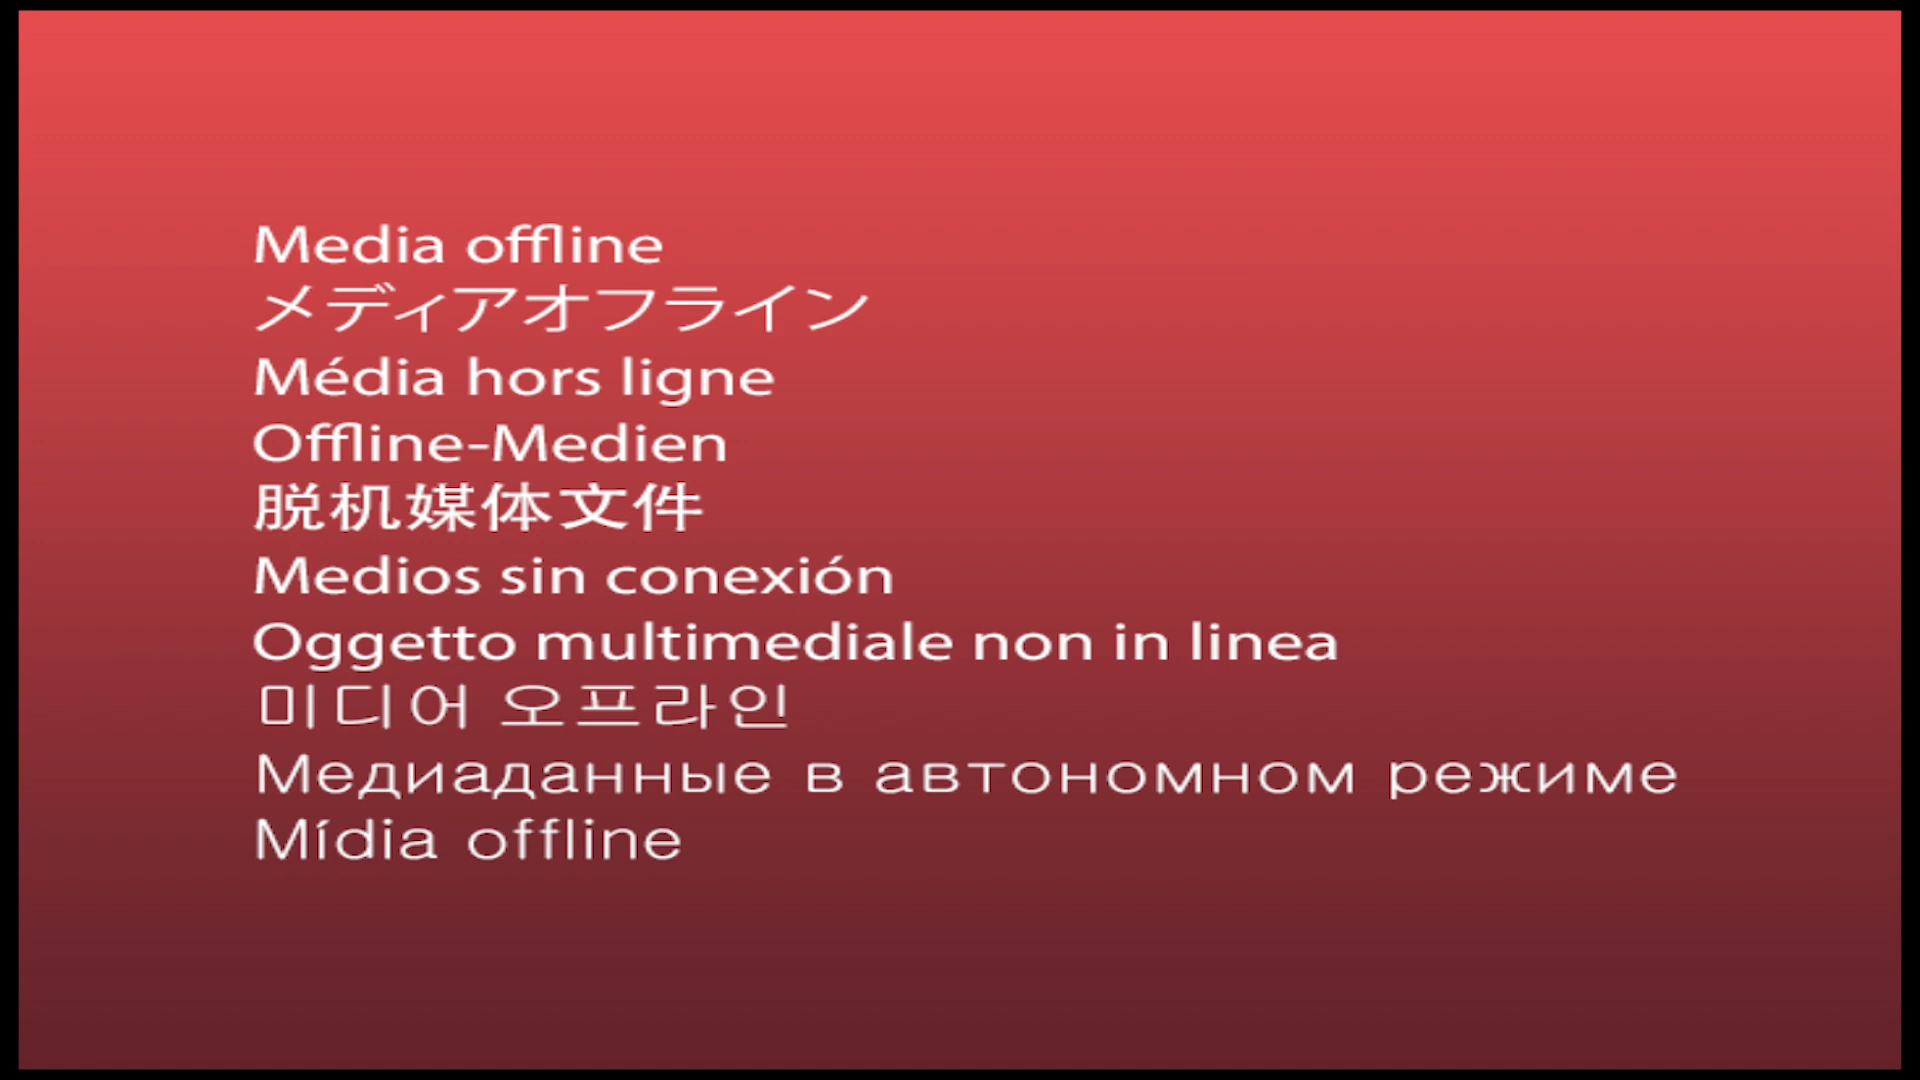 Media offline
メディアオフライン
Média hors ligne
Offline-Medien
脱机媒体文件
Medios sin conexión
Oggetto multimediale non in linea
미디어 오프라인
Медиаданные в автономном режиме
Mídia offline